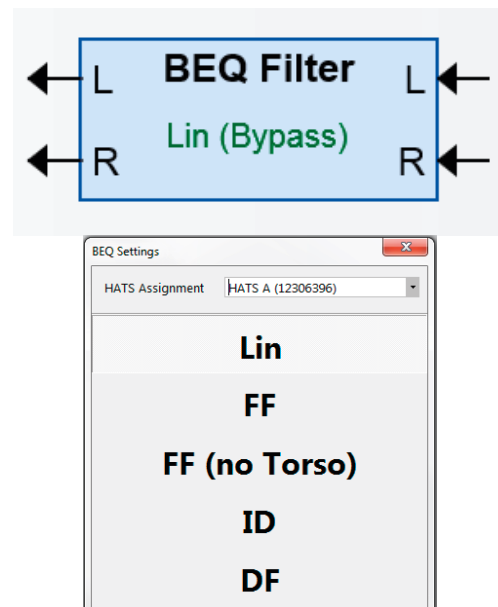 BEQ Filter
L L
Lin (Bypass)
R R
BEQ Settings
HATS Assignment HATS A (12306396)
Lin
FF
FF (no Torso)
ID
DF